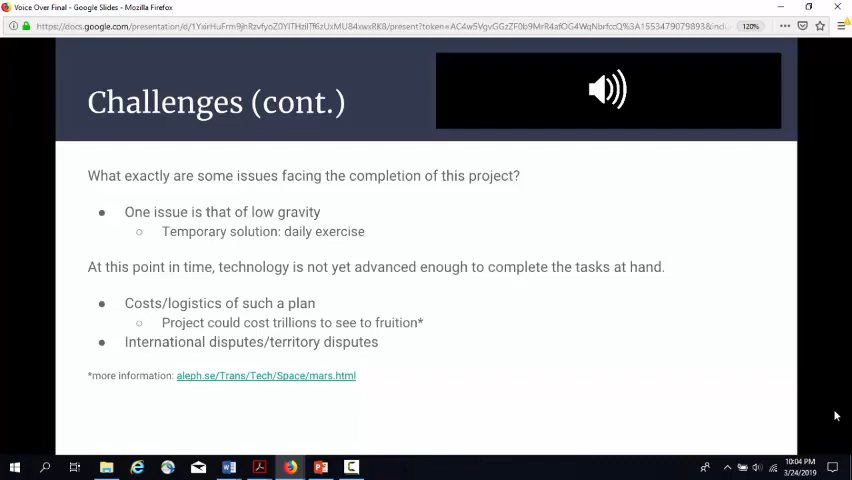 Voice Over Final - Google Slides - Mozilla Firefox
120%
Challenges (cont.)
What exactly are some issues facing the completion of this project?
● One issue is that of low gravity
○ Temporary solution: daily exercise
At this point in time, technology is not yet advanced enough to complete the tasks at hand.
● Costs/logistics of such a plan
○ Project could cost trillions to see to fruition*
● International disputes/territory disputes
*more information: aleph.se/Trans/Tech/Space/mars.html
10:04 PM
3/24/2019